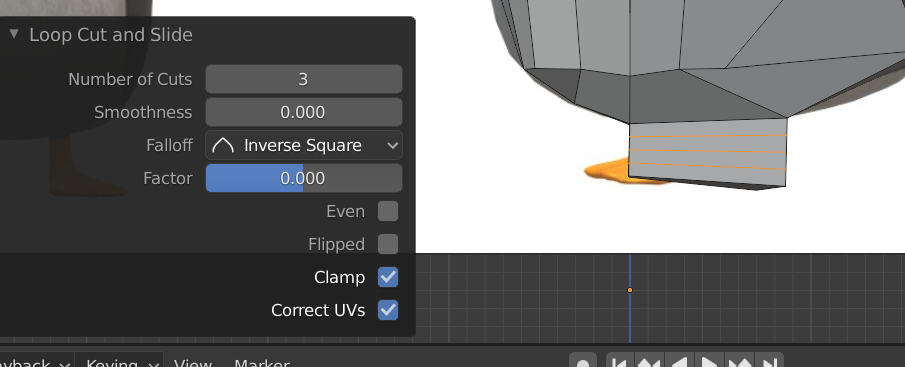 Loop Cut and Slide
Number of Cuts 3
Smoothness 0.000
Falloff Inverse Square
Factor 0.000
Even
Flipped
Clamp
Correct UVs
Keying View Marker